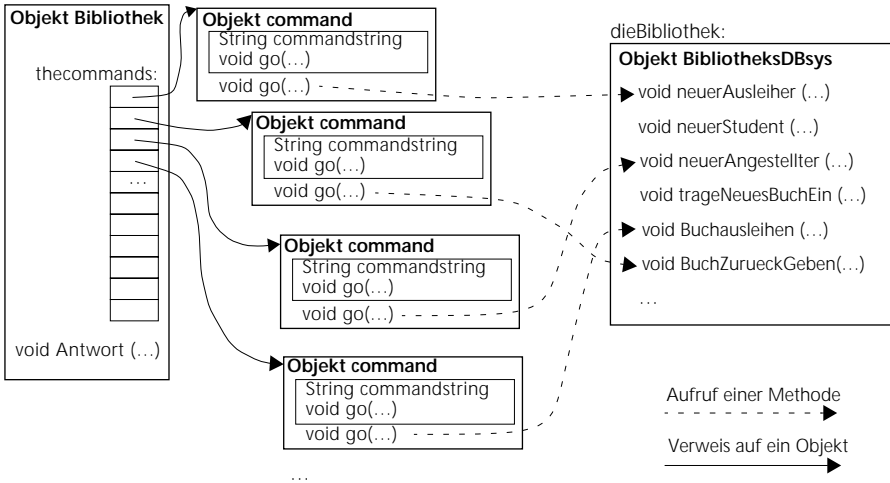 Objekt Bibliothek
thecommands:
…
void Antwort (…)
Objekt command
String commandstring
void go(…)
void go(…)
Objekt command
String commandstring
void go(…)
void go(…)
Objekt command
String commandstring
void go(…)
void go(…)
Objekt command
String commandstring
void go(…)
void go(…)
…
dieBibliothek:
Objekt BibliotheksDBsys
void neuerAusleiher (…)
void neuerStudent (…)
void neuerAngestellter (…)
void trageNeuesBuchEin (…)
void Buchausleihen (…)
void BuchZurueckGeben(…)
…
Aufruf einer Methode
Verweis auf ein Objekt